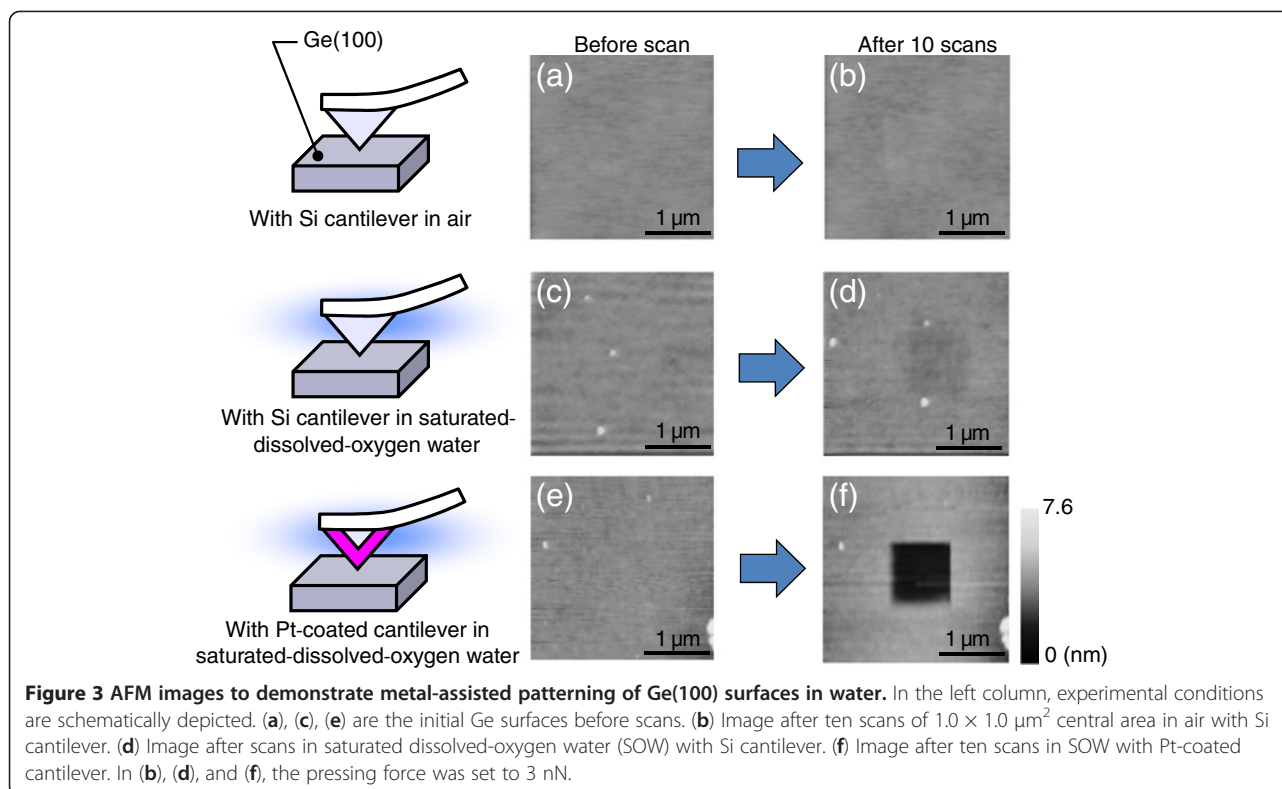 Ge(100)
Before scan
After 10 scans
(a)
(b)
1 µm
1 µm
With Si cantilever in air
(c)
(d)
1 µm
1 µm
With Si cantilever in saturated-
dissolved-oxygen water
(e)
(f)
7.6
1 µm
1 µm
0 (nm)
With Pt-coated cantilever in
saturated-dissolved-oxygen water
Figure 3 AFM images to demonstrate metal-assisted patterning of Ge(100) surfaces in water. In the left column, experimental conditions
are schematically depicted. (a), (c), (e) are the initial Ge surfaces before scans. (b) Image after ten scans of 1.0 × 1.0 µm² central area in air with Si
cantilever. (d) Image after scans in saturated dissolved-oxygen water (SOW) with Si cantilever. (f) Image after ten scans in SOW with Pt-coated
cantilever. In (b), (d), and (f), the pressing force was set to 3 nN.